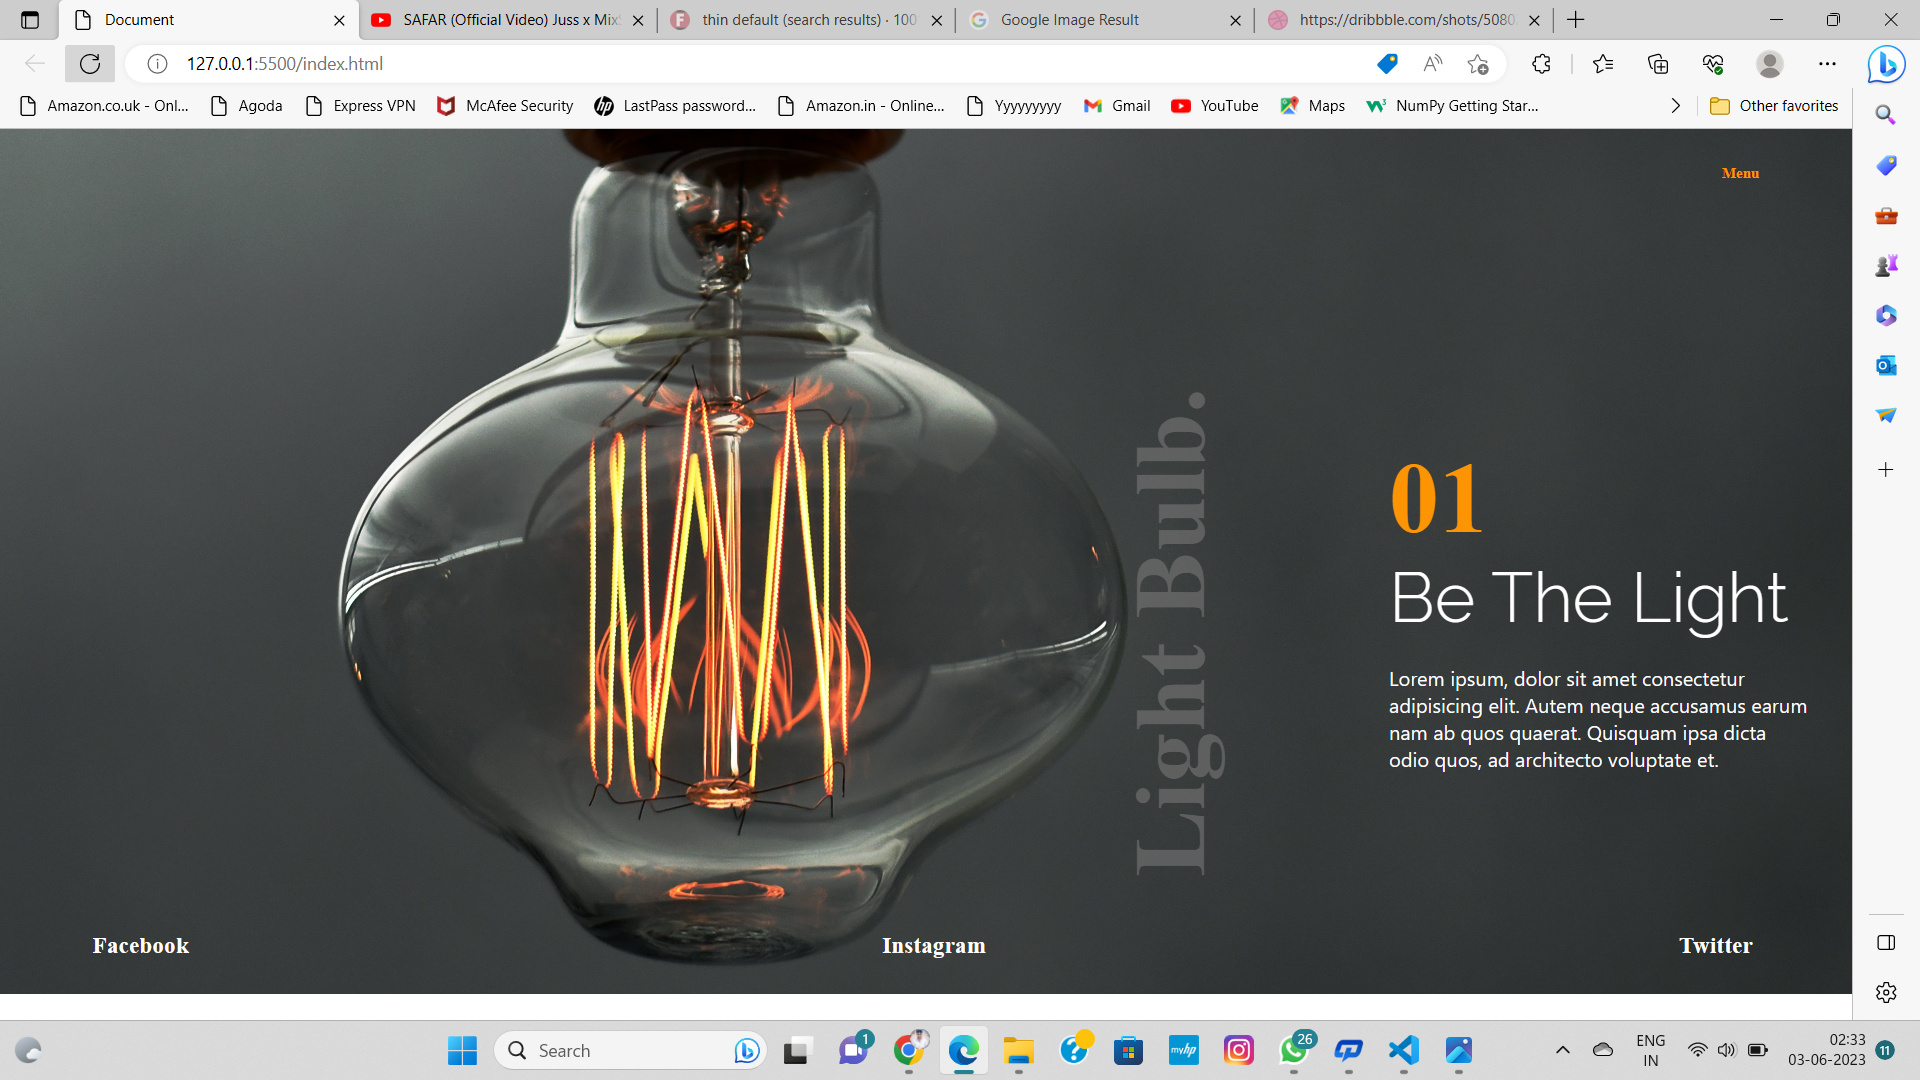 Document
SAFAR (Official Video) Juss x Mix
thin default (search results) · 100
Google Image Result
https://dribbble.com/shots/5080
127.0.0.1:5500/index.html
Amazon.co.uk - Onl...
Agoda
Express VPN
McAfee Security
LastPass password...
Amazon.in - Online...
Yyyyyyyyy
Gmail
YouTube
Maps
NumPy Getting Star...
Other favorites
Menu
Light Bulb.
01
Be The Light
Lorem ipsum, dolor sit amet consectetur
adipisicing elit. Autem neque accusamus earum
nam ab quos quaerat. Quisquam ipsa dicta
odio quos, ad architecto voluptate et.
Facebook
Instagram
Twitter
Search
1
myhp
26
ENG
IN
02:33
03-06-2023
11